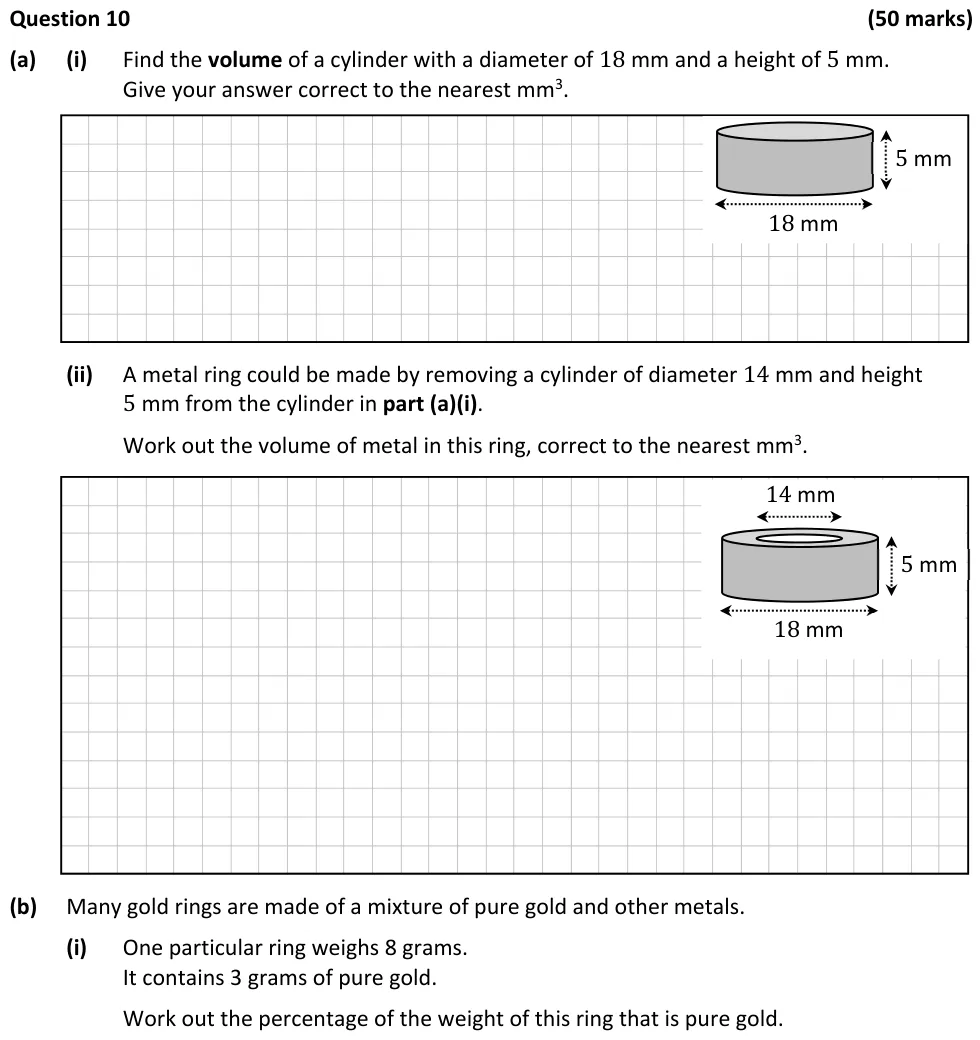 Question 10 (50 marks)
(a) (i) Find the volume of a cylinder with a diameter of 18 mm and a height of 5 mm.
Give your answer correct to the nearest mm³.
5 mm
18 mm
(ii) A metal ring could be made by removing a cylinder of diameter 14 mm and height
5 mm from the cylinder in part (a)(i).
Work out the volume of metal in this ring, correct to the nearest mm³.
14 mm
5 mm
18 mm
(b) Many gold rings are made of a mixture of pure gold and other metals.
(i) One particular ring weighs 8 grams.
It contains 3 grams of pure gold.
Work out the percentage of the weight of this ring that is pure gold.